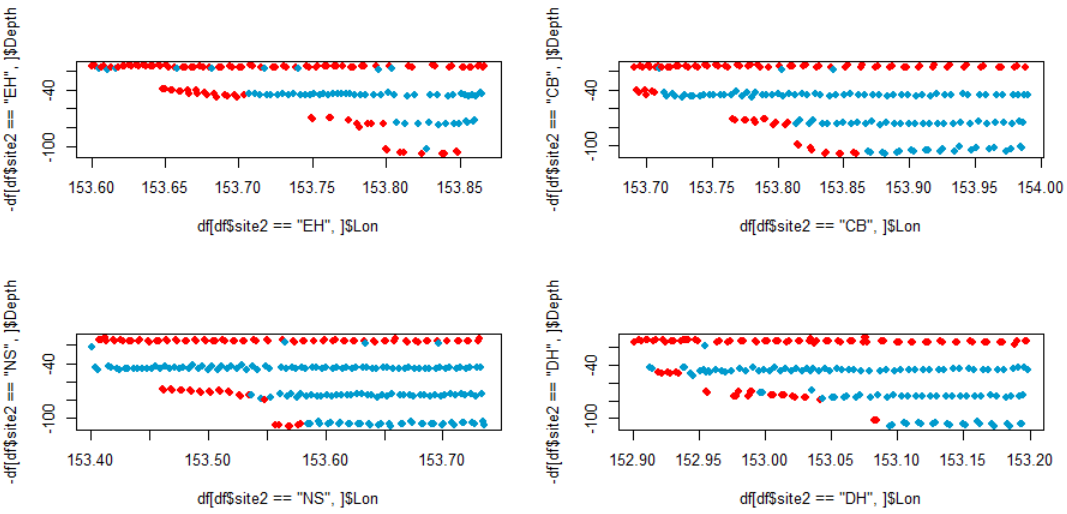 -df[df$site2 == "EH", ]$Depth
-40
-100
153.60 153.65 153.70 153.75 153.80 153.85
df[df$site2 == "EH", ]$Lon
-df[df$site2 == "CB", ]$Depth
-40
-100
153.70 153.75 153.80 153.85 153.90 153.95 154.00
df[df$site2 == "CB", ]$Lon
-df[df$site2 == "NS", ]$Depth
-40
-100
153.40 153.50 153.60 153.70
df[df$site2 == "NS", ]$Lon
-df[df$site2 == "DH", ]$Depth
-40
-100
152.90 152.95 153.00 153.05 153.10 153.15 153.20
df[df$site2 == "DH", ]$Lon